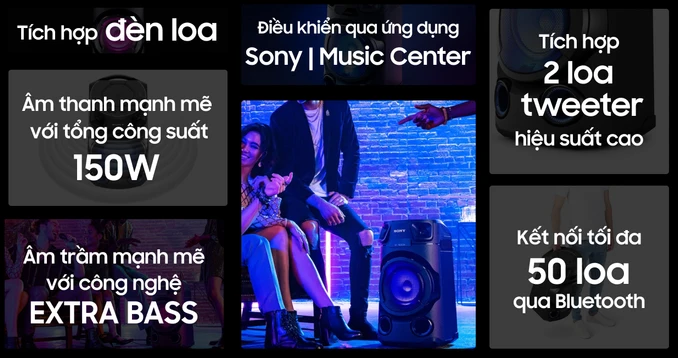 Tích hợp đèn loa
Âm thanh mạnh mẽ
với tổng công suất
150W
Âm trầm mạnh mẽ
với công nghệ
EXTRA BASS
Điều khiển qua ứng dụng
Sony | Music Center
SONY
Tích hợp
2 loa
tweeter
hiệu suất cao
Kết nối tối đa
50 loa
qua Bluetooth